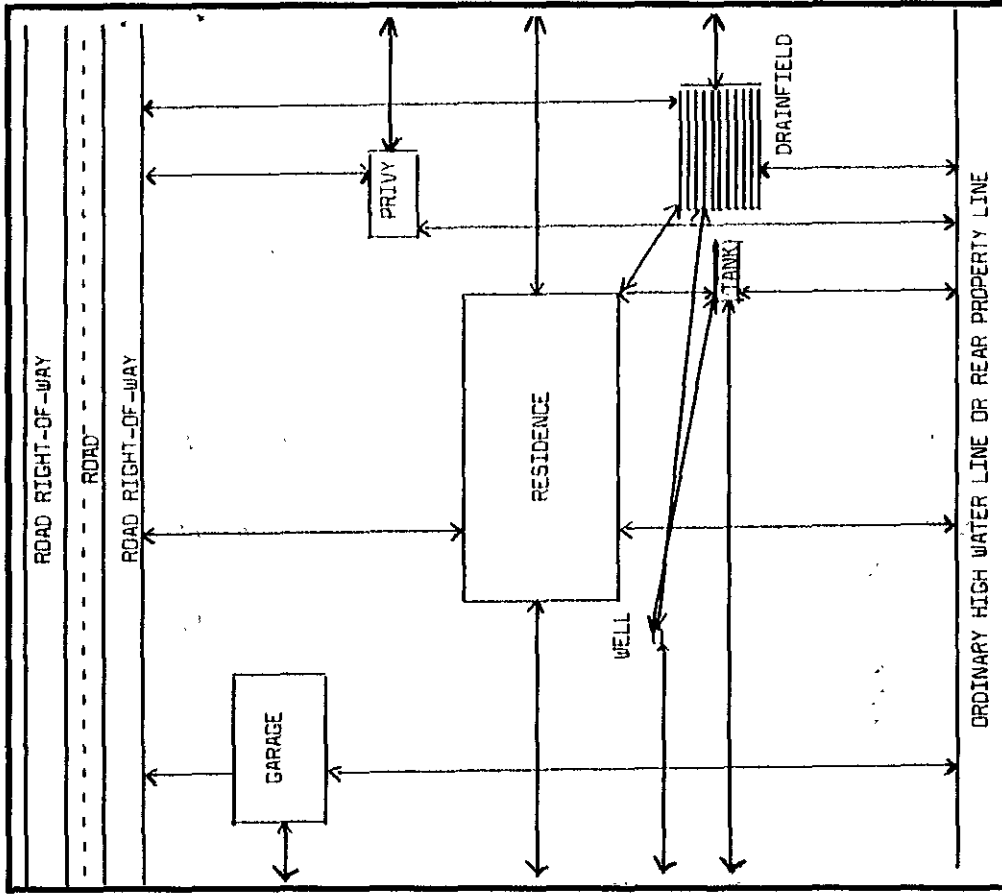 ROAD RIGHT-OF-WAY
ROAD
ROAD RIGHT-OF-WAY
GARAGE
PRIVY
RESIDENCE
WELL
TANK
DRAINFIELD
ORDINARY HIGH WATER LINE OR REAR PROPERTY LINE